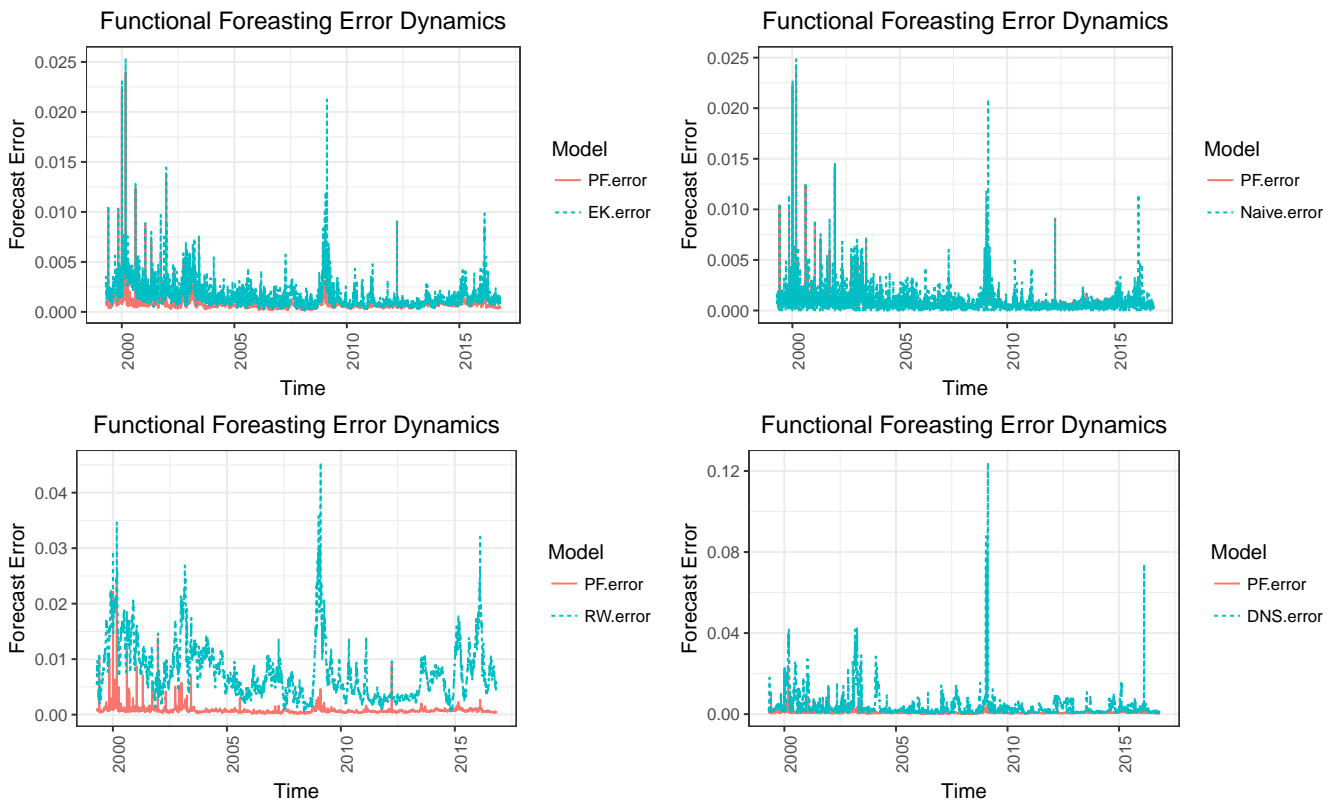 Functional Foreasting Error Dynamics
0.025
0.020
0.015
0.010
0.005
0.000
Forecast Error
2000
2005
2010
2015
Time
Model
PF.error
EK.error
Functional Foreasting Error Dynamics
0.025
0.020
0.015
0.010
0.005
0.000
Forecast Error
2000
2005
2010
2015
Time
Model
PF.error
Naive.error
Functional Foreasting Error Dynamics
0.04
0.03
0.02
0.01
0.00
Forecast Error
2000
2005
2010
2015
Time
Model
PF.error
RW.error
Functional Foreasting Error Dynamics
0.12
0.08
0.04
0.00
Forecast Error
2000
2005
2010
2015
Time
Model
PF.error
DNS.error